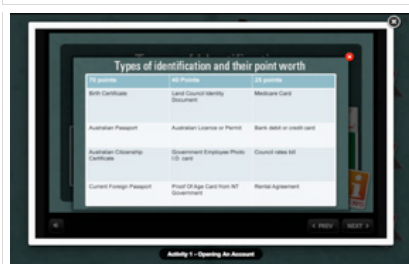 Types of identification and their point worth
70 points 40 Points 25 points
Birth Certificate Land Council Identity Document Medicare Card
Australian Passport Australian Licence or Permit Bank debit or credit card
Australian Citizenship Certificate Government Employee Photo I.D. card Council rates bill
Current Foreign Passport Proof Of Age Card from NT Government Rental Agreement
< PREV NEXT >
Activity 1 - Opening An Account